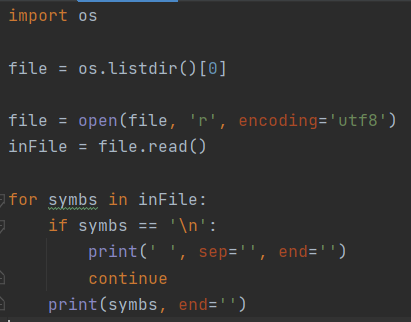 import os
file = os.listdir()[0]
file = open(file, 'r', encoding='utf8')
inFile = file.read()
for symbs in inFile:
    if symbs == '\n':
        print(' ', sep='', end='')
        continue
    print(symbs, end='')